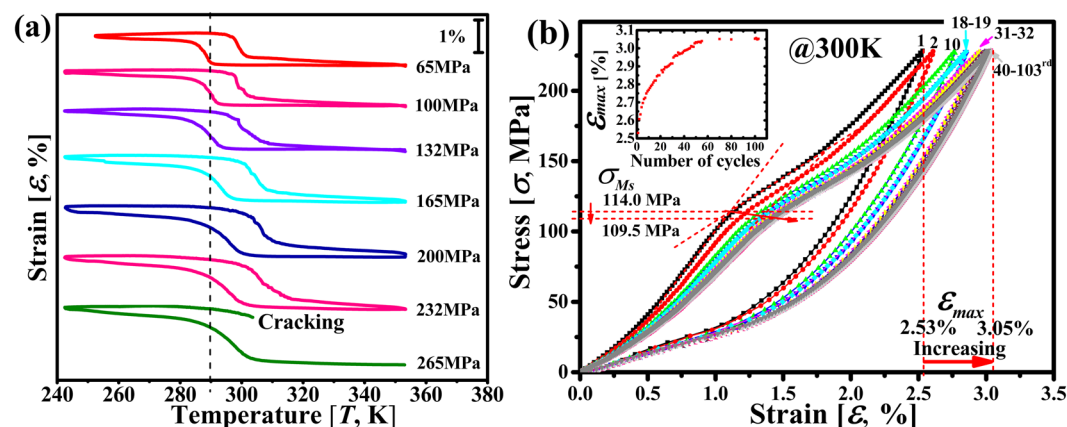 (a)
1%
65MPa
100MPa
132MPa
165MPa
200MPa
232MPa
Cracking
265MPa
Strain [ε, %]
240 260 280 300 320 340 360 380
Temperature [T, K]
(b)
@300K
18-19
31-32
1 2 10
40-103rd
3.1
3.0
2.9
2.8
2.7
2.6
2.5
εmax [%]
0 20 40 60 80 100
Number of cycles
σMs
114.0 MPa
109.5 MPa
εmax
2.53% 3.05%
Increasing
Stress [σ, MPa]
250
200
150
100
50
0
0.0 0.5 1.0 1.5 2.0 2.5 3.0 3.5
Strain [ε, %]